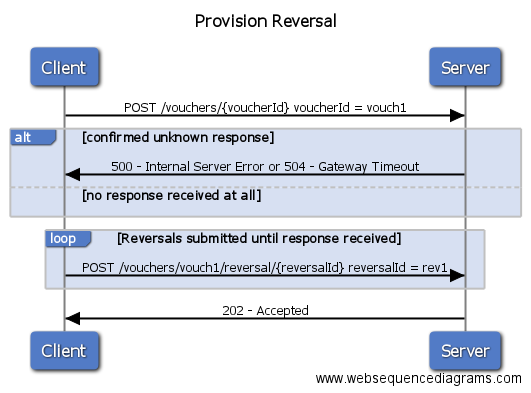 Provision Reversal
Client
Server
POST /vouchers/{voucherId} voucherId = vouch1
alt
[confirmed unknown response]
500 - Internal Server Error or 504 - Gateway Timeout
[no response received at all]
loop
[Reversals submitted until response received]
POST /vouchers/vouch1/reversal/{reversalId} reversalId = rev1
202 - Accepted
Client
Server
www.websequencediagrams.com